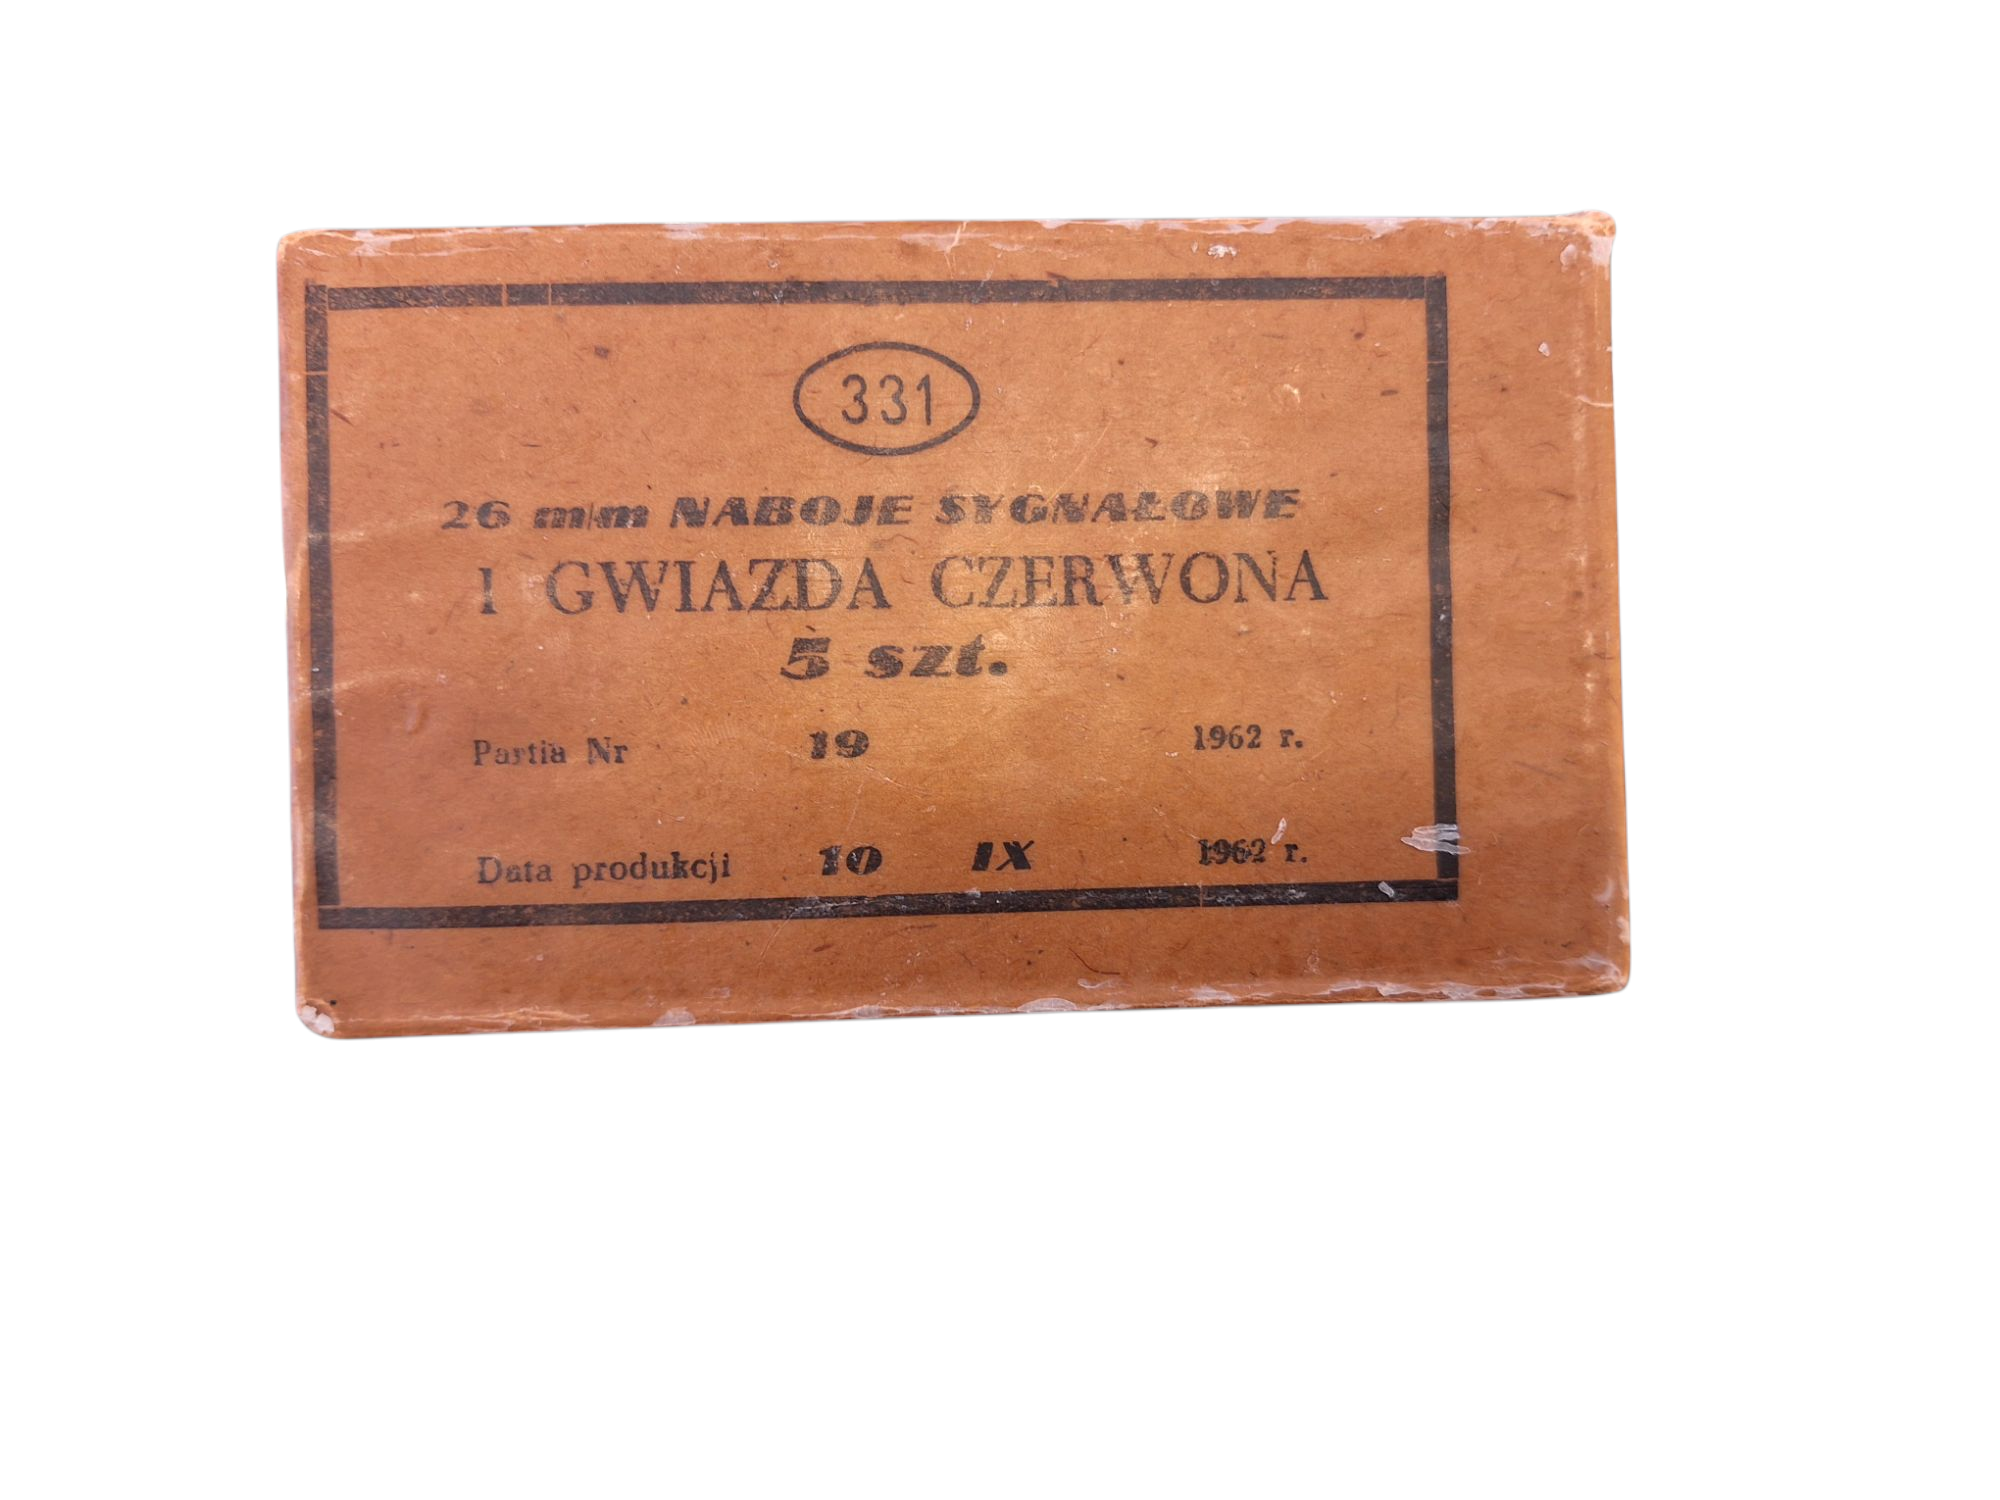 331
26 m/m NABOJE SYGNAŁOWE
1 GWIAZDA CZERWONA
5 szt.
Partia Nr 19 1962 r.
Data produkcji 10 IX 1962 r.